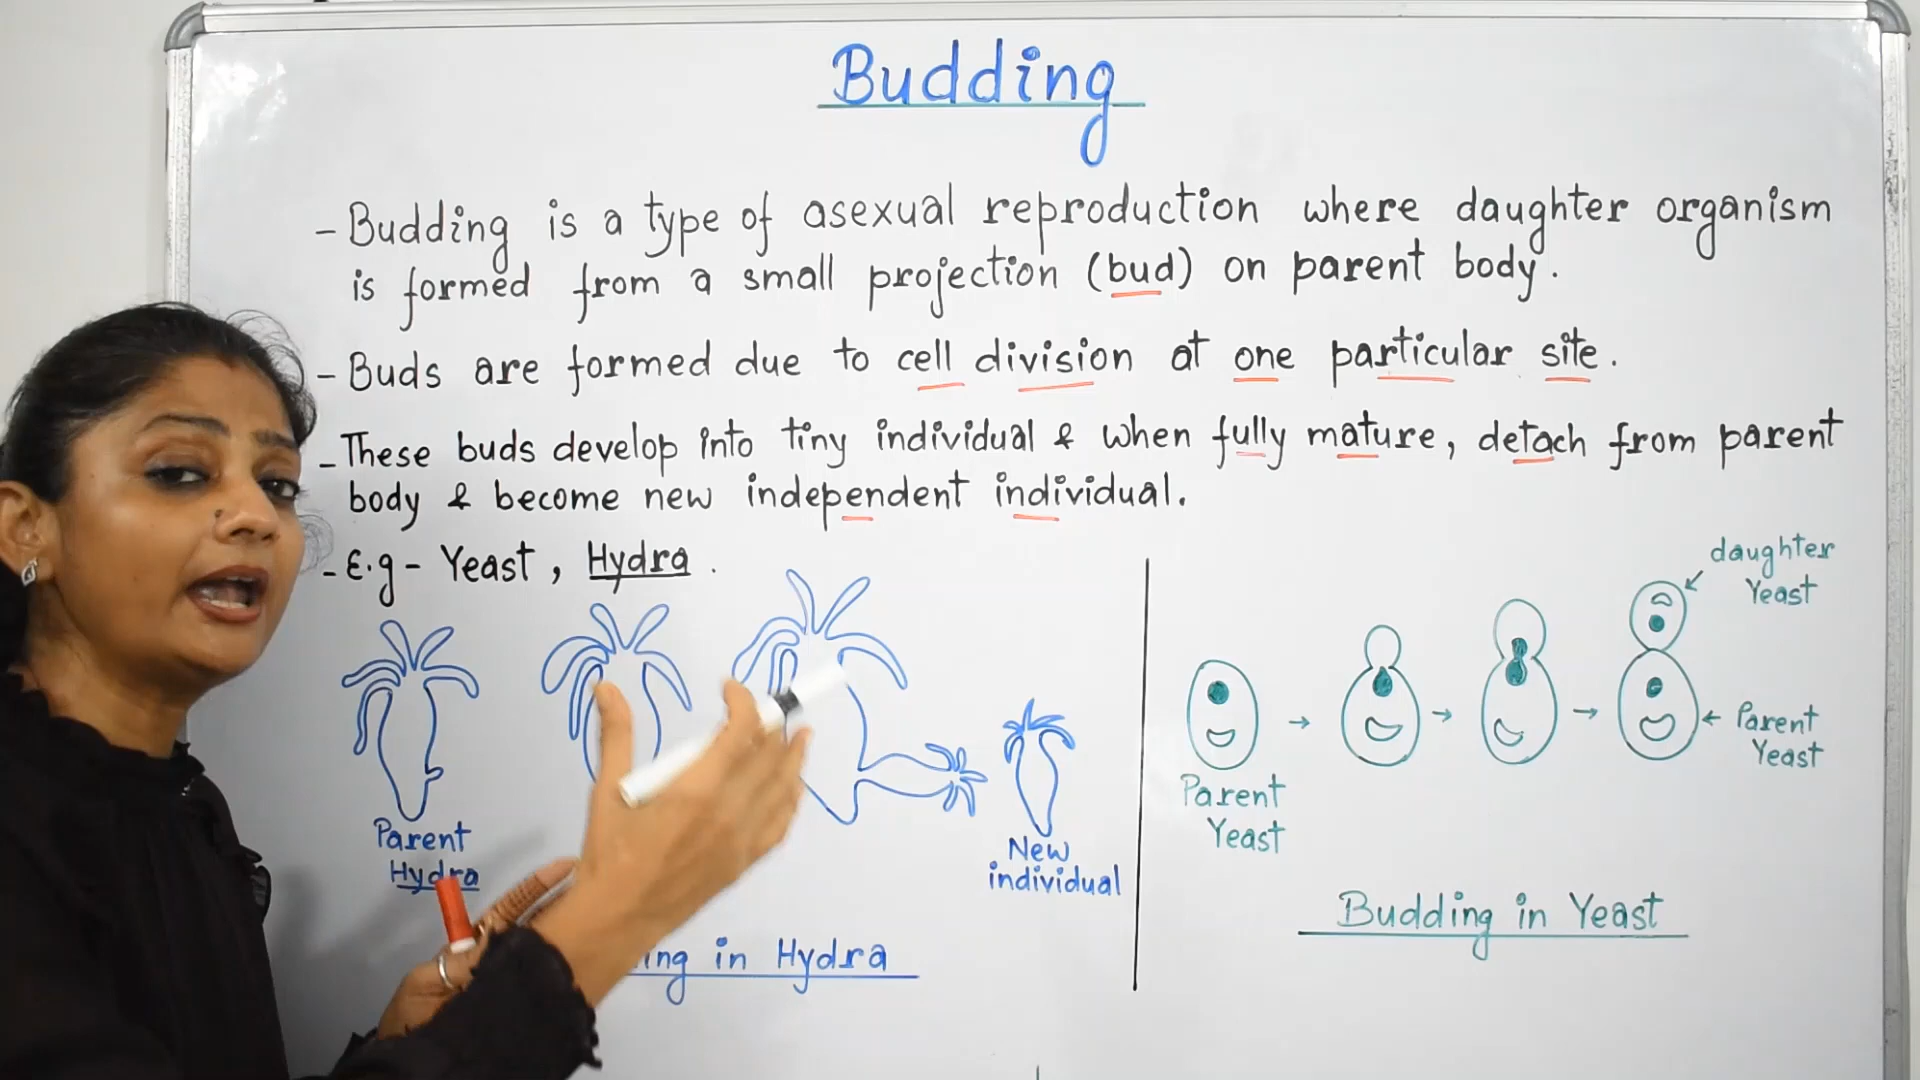 Budding
- Budding is a type of asexual reproduction where daughter organism
is formed from a small projection (bud) on parent body.
- Buds are formed due to cell division at one particular site.
- These buds develop into tiny individual & when fully mature, detach from parent
body & become new independent individual.
- E.g - Yeast, Hydra.
Parent
Hydra
New
individual
ing in Hydra
Parent
Yeast
daughter
Yeast
Parent
Yeast
Budding in Yeast